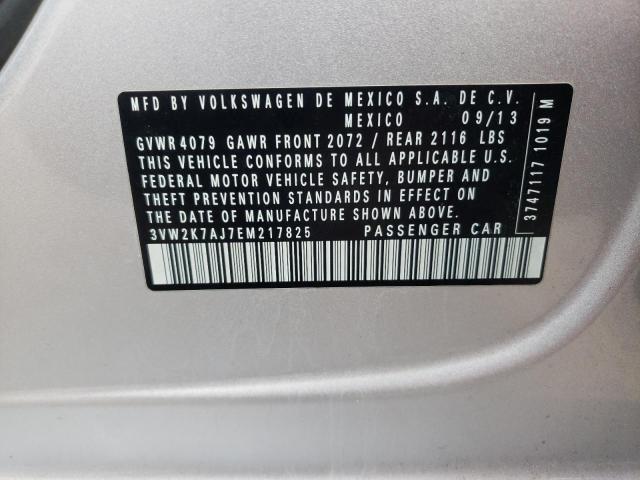 MFD BY VOLKSWAGEN DE MEXICO S.A. DE C.V.
MEXICO 09/13
GVWR 4079 GAWR FRONT 2072 / REAR 2116 LBS
THIS VEHICLE CONFORMS TO ALL APPLICABLE U.S.
FEDERAL MOTOR VEHICLE SAFETY, BUMPER AND
THEFT PREVENTION STANDARDS IN EFFECT ON
THE DATE OF MANUFACTURE SHOWN ABOVE.
3VW2K7AJ7EM217825 PASSENGER CAR
3747117 1019 M